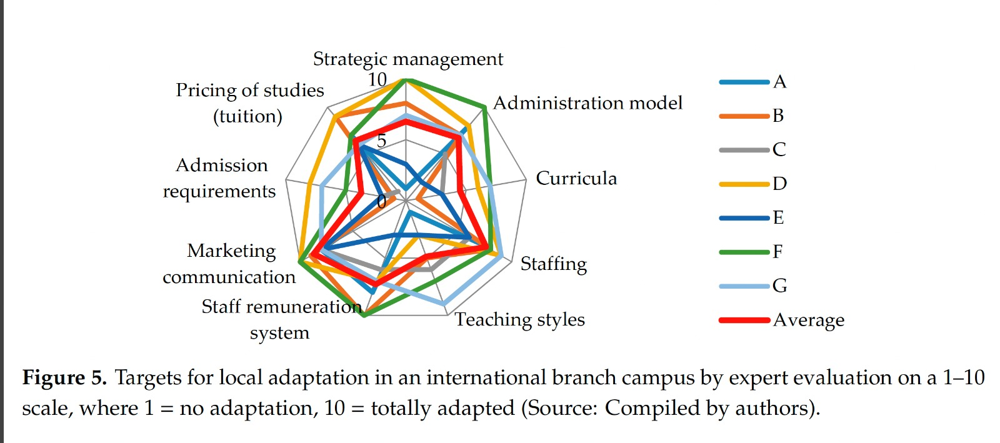 Strategic management
10
Pricing of studies
(tuition)
Administration model
5
Admission
requirements
Curricula
0
Marketing
communication
Staffing
Staff remuneration
system
Teaching styles
A
B
C
D
E
F
G
Average
Figure 5. Targets for local adaptation in an international branch campus by expert evaluation on a 1–10
scale, where 1 = no adaptation, 10 = totally adapted (Source: Compiled by authors).